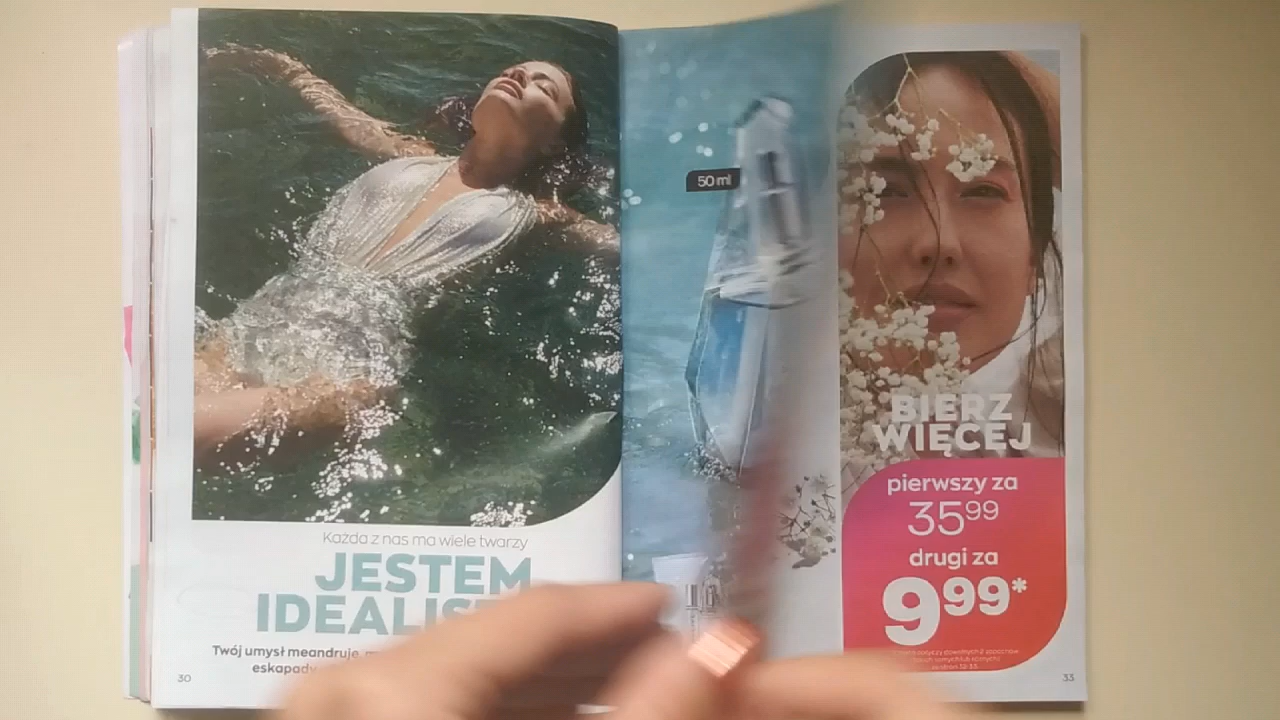 Każda z nas ma wiele twarzy
JESTEM
Twój umysł meandruje,
eskapady
30
50 ml
BIERZ
WIĘCEJ
pierwszy za
35⁹⁹
drugi za
9⁹⁹*
33